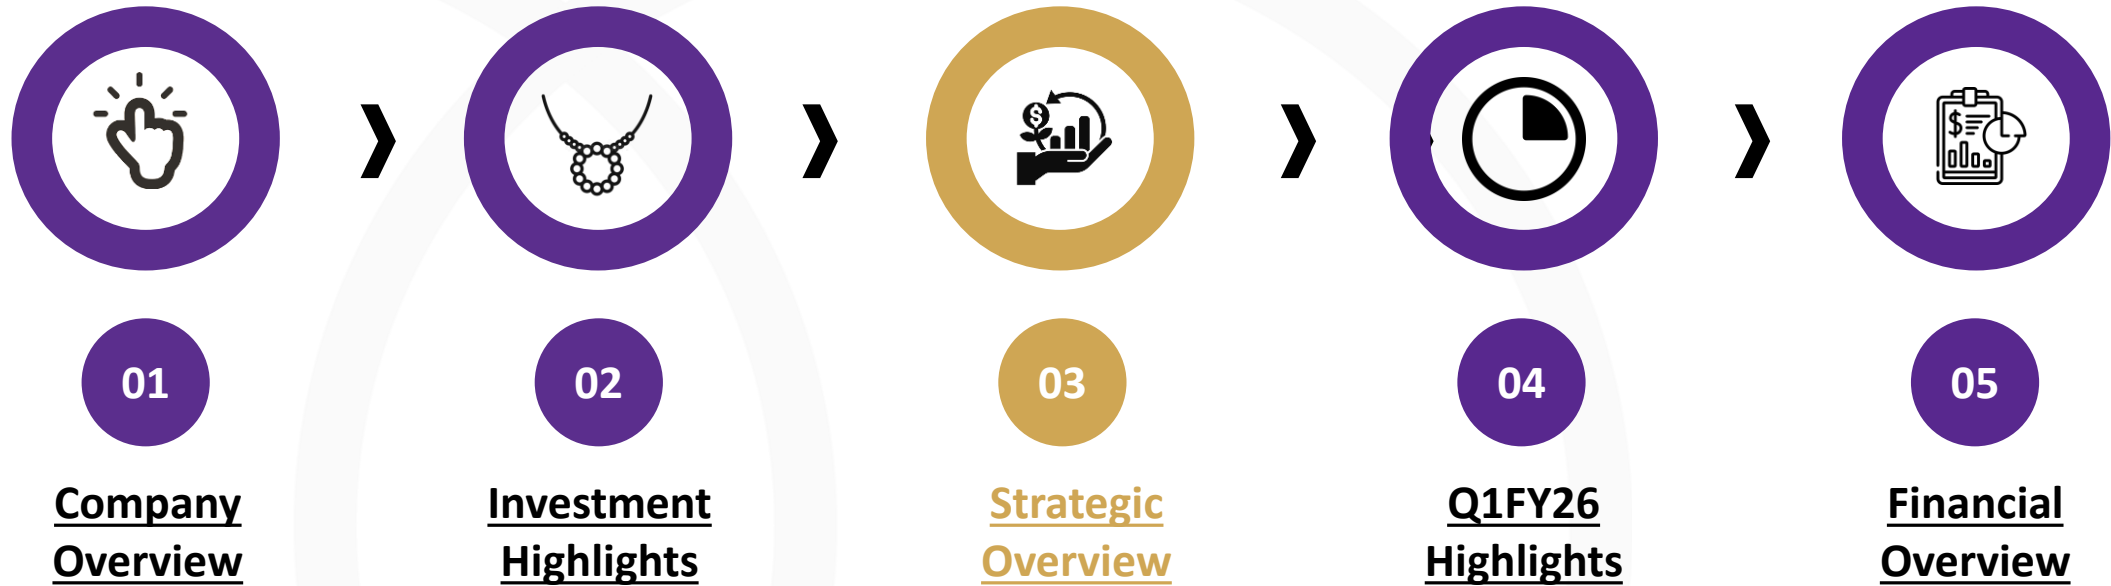 01
Company
Overview
02
Investment
Highlights
03
Strategic
Overview
04
Q1FY26
Highlights
05
Financial
Overview